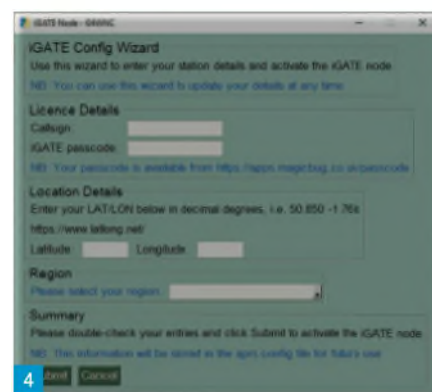 iGATE Node - G6WNC
iGATE Config Wizard
Use this wizard to enter your station details and activate the iGATE node
NB: You can use this wizard to update your details at any time
Licence Details
Callsign:
iGATE passcode:
NB: Your passcode is available from https://apps.magicbug.co.uk/passcode
Location Details
Enter your LAT/LON below in decimal degrees, i.e. 50.850 -1.766
https://www.latlong.net/
Latitude: Longitude:
Region
Please select your region:
Summary
Please double-check your entries and click Submit to activate the iGATE node
NB: This information will be stored in the aprs config file for future use
4 Cancel